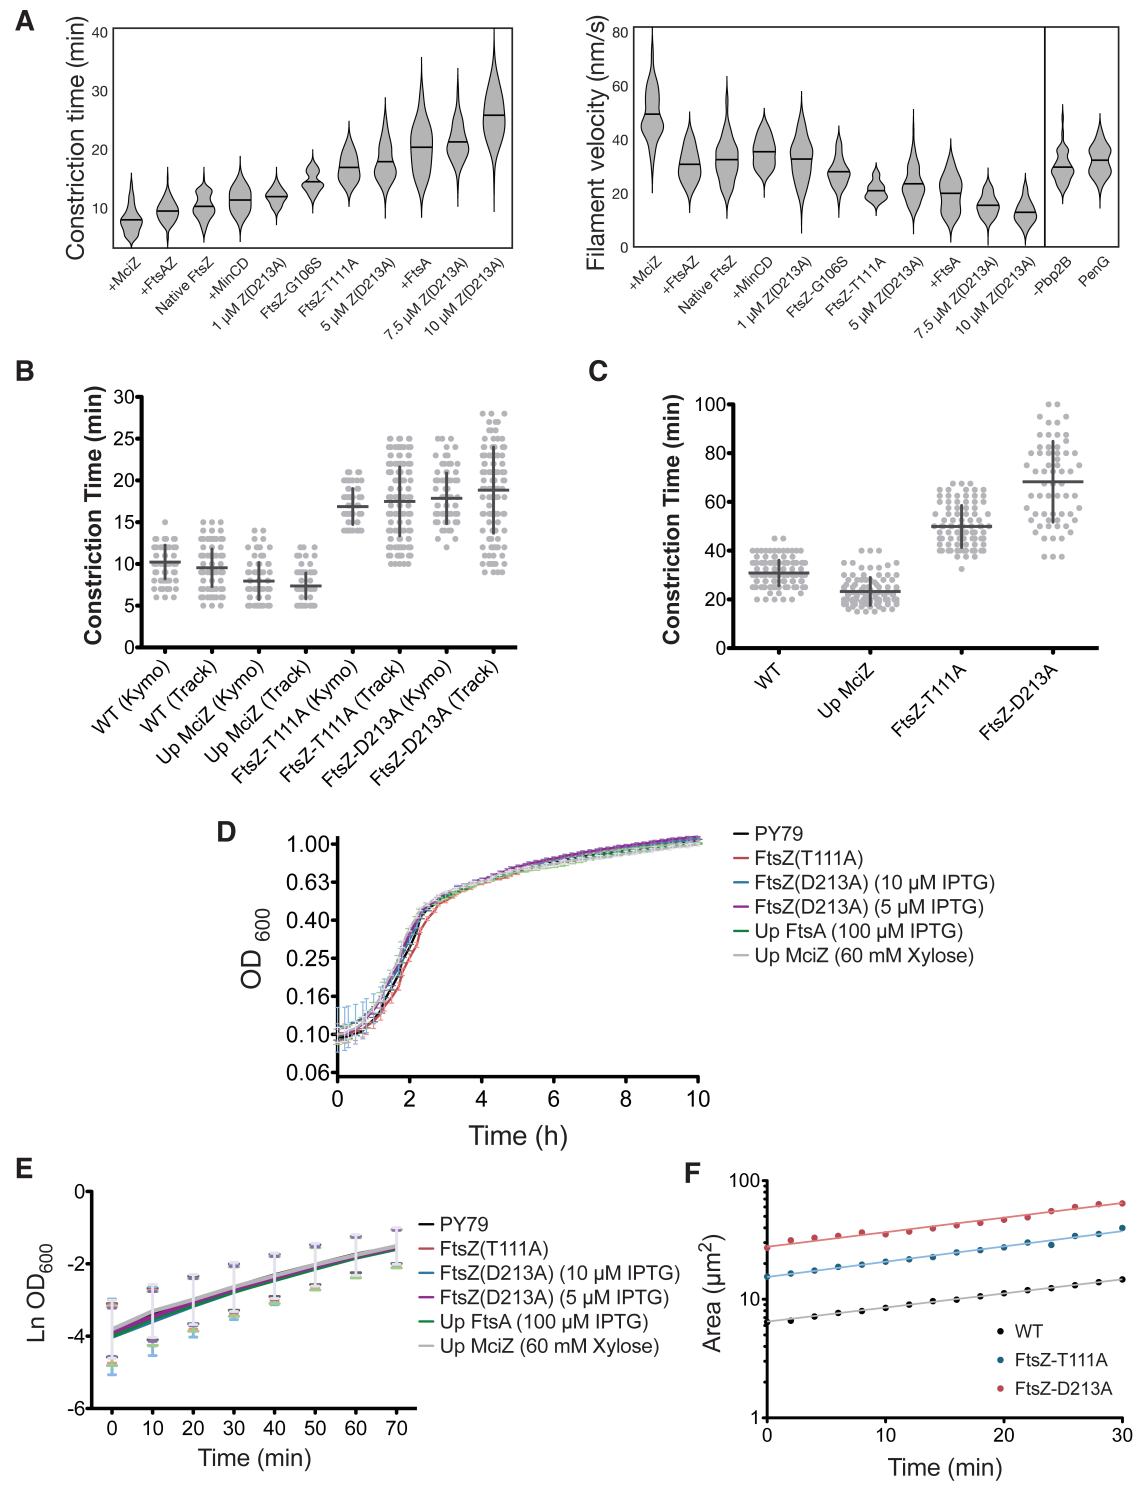 A
Constriction time (min)
40
30
20
10
+MciZ
+FtsAZ
Native FtsZ
+MinCD
1 µM Z(D213A)
FtsZ-G106S
FtsZ-T111A
5 µM Z(D213A)
+FtsA
7.5 µM Z(D213A)
10 µM Z(D213A)
Filament velocity (nm/s)
80
60
40
20
0
+MciZ
+FtsAZ
Native FtsZ
+MinCD
1 µM Z(D213A)
FtsZ-G106S
FtsZ-T111A
5 µM Z(D213A)
+FtsA
7.5 µM Z(D213A)
10 µM Z(D213A)
-Pbp2B
PenG
B
Constriction Time (min)
30
25
20
15
10
5
0
WT (Kymo)
WT (Track)
Up MciZ (Kymo)
Up MciZ (Track)
FtsZ-T111A (Kymo)
FtsZ-T111A (Track)
FtsZ-D213A (Kymo)
FtsZ-D213A (Track)
C
Constriction Time (min)
100
80
60
40
20
0
WT
Up MciZ
FtsZ-T111A
FtsZ-D213A
D
OD 600
1.00
0.63
0.40
0.25
0.16
0.10
0.06
0 2 4 6 8 10
Time (h)
PY79
FtsZ(T111A)
FtsZ(D213A) (10 µM IPTG)
FtsZ(D213A) (5 µM IPTG)
Up FtsA (100 µM IPTG)
Up MciZ (60 mM Xylose)
E
Ln OD600
0
-2
-4
-6
0 10 20 30 40 50 60 70
Time (min)
PY79
FtsZ(T111A)
FtsZ(D213A) (10 µM IPTG)
FtsZ(D213A) (5 µM IPTG)
Up FtsA (100 µM IPTG)
Up MciZ (60 mM Xylose)
F
Area (µm2)
100
10
1
0 10 20 30
Time (min)
WT
FtsZ-T111A
FtsZ-D213A